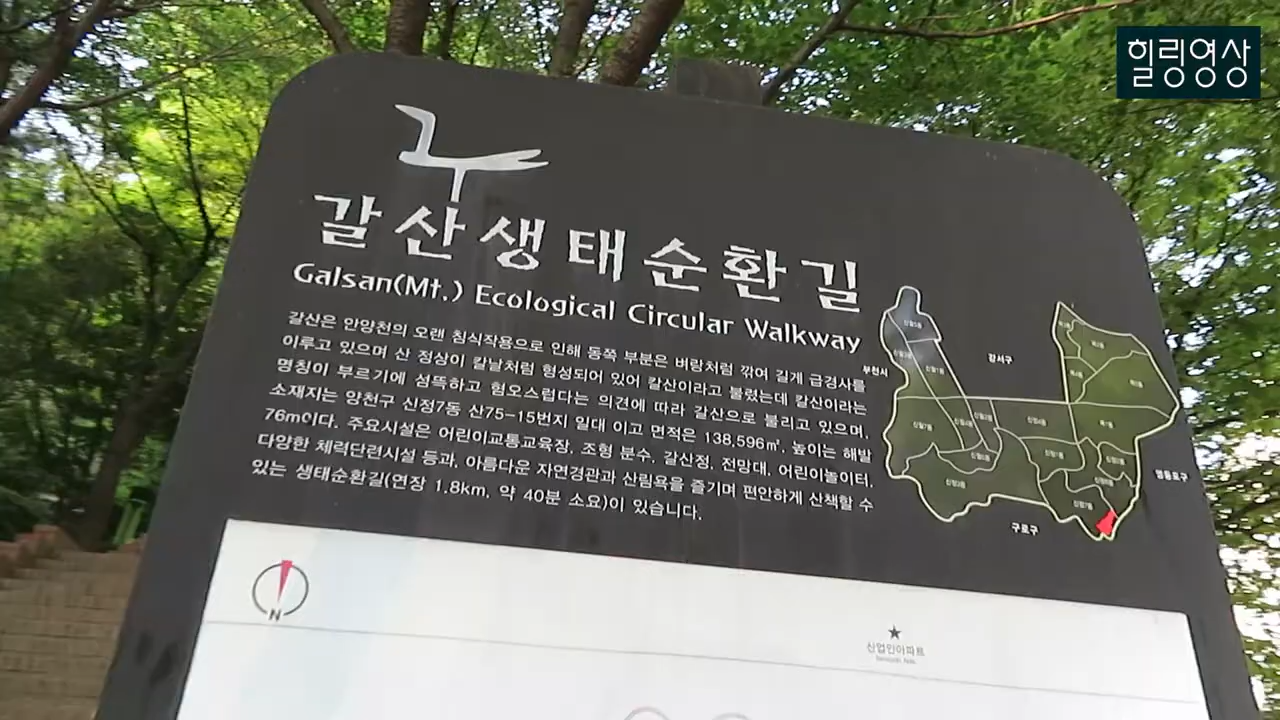 힐링영상
갈산생태순환길
Galsan(Mt.) Ecological Circular Walkway
갈산은 안양천의 오랜 침식작용으로 인해 동쪽 부분은 벼랑처럼 깎여 길게 급경사를
이루고 있으며 산 정상이 칼날처럼 형성되어 있어 칼산이라고 불렸는데 칼산이라는
명칭이 부르기에 섬뜩하고 혐오스럽다는 의견에 따라 갈산으로 불리고 있으며,
소재지는 양천구 신정7동 산75-15번지 일대 이고 면적은 138,596㎡, 높이는 해발
76m이다. 주요시설은 어린이교통교육장, 조형 분수, 갈산정, 전망대, 어린이놀이터,
다양한 체력단련시설 등과, 아름다운 자연경관과 산림욕을 즐기며 편안하게 산책할 수
있는 생태순환길(연장 1.8km, 약 40분 소요)이 있습니다.
부천시
강서구
영등포구
구로구
N